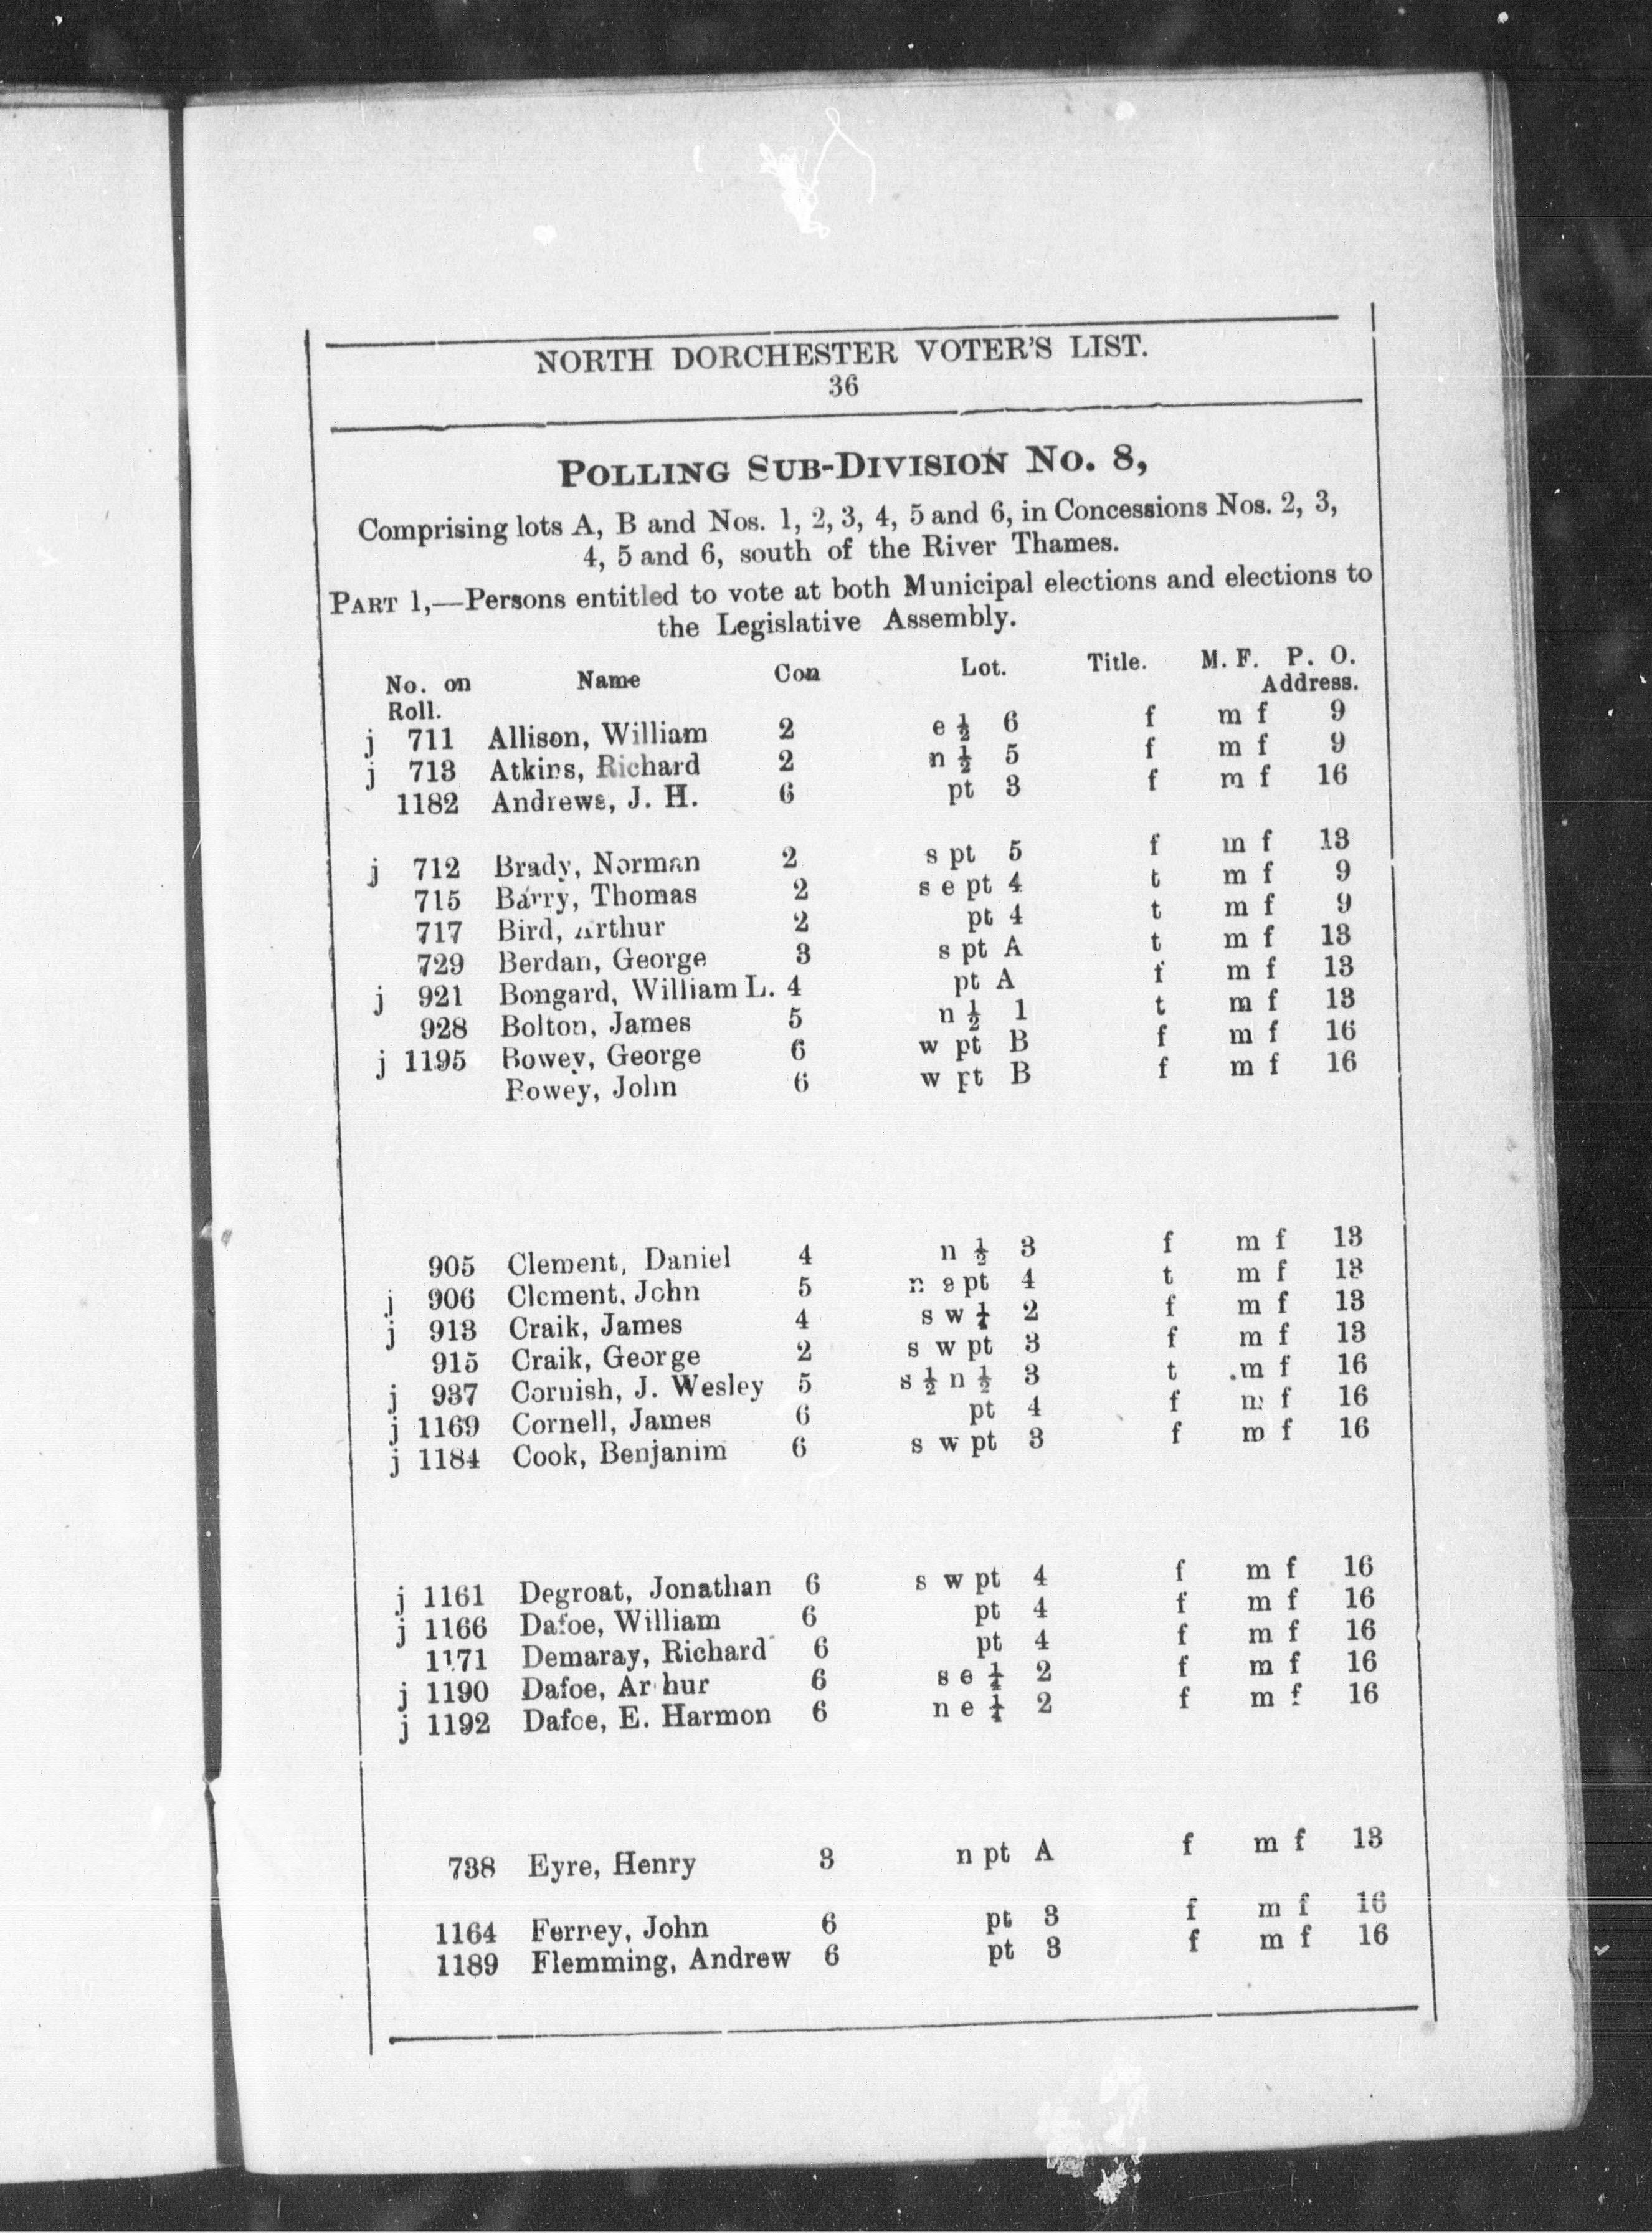 NORTH DORCHESTER VOTER'S LIST.
36
POLLING SUB-DIVISION NO. 8,
Comprising lots A, B and Nos. 1, 2, 3, 4, 5 and 6, in Concessions Nos. 2, 3,
4, 5 and 6, south of the River Thames.
PART 1,—Persons entitled to vote at both Municipal elections and elections to
the Legislative Assembly.
No. on Name Con Lot. Title. M. F. P. O.
Roll. Address.
j 711 Allison, William 2 e ½ 6 f m f 9
j 713 Atkins, Richard 2 n ½ 5 f m f 9
1182 Andrews, J. H. 6 pt 3 f m f 16
j 712 Brady, Norman 2 s pt 5 f m f 13
715 Barry, Thomas 2 s e pt 4 t m f 9
717 Bird, Arthur 2 pt 4 t m f 9
729 Berdan, George 3 s pt A t m f 13
j 921 Bongard, William L. 4 pt A f m f 13
928 Bolton, James 5 n ½ 1 t m f 13
j 1195 Bowey, George 6 w pt B f m f 16
Bowey, John 6 w pt B f m f 16
905 Clement, Daniel 4 n ½ 3 f m f 13
j 906 Clement, John 5 n e pt 4 t m f 13
j 913 Craik, James 4 s w ¼ 2 f m f 13
915 Craik, George 2 s w pt 3 f m f 13
j 937 Cornish, J. Wesley 5 s ½ n ½ 3 t m f 16
j 1169 Cornell, James 6 pt 4 f m f 16
j 1184 Cook, Benjanim 6 s w pt 3 f m f 16
j 1161 Degroat, Jonathan 6 s w pt 4 f m f 16
j 1166 Dafoe, William 6 pt 4 f m f 16
1171 Demaray, Richard 6 pt 4 f m f 16
j 1190 Dafoe, Ar hur 6 s e ¼ 2 f m f 16
j 1192 Dafoe, E. Harmon 6 n e ¼ 2 f m f 16
738 Eyre, Henry 3 n pt A f m f 13
1164 Ferney, John 6 pt 3 f m f 16
1189 Flemming, Andrew 6 pt 3 f m f 16